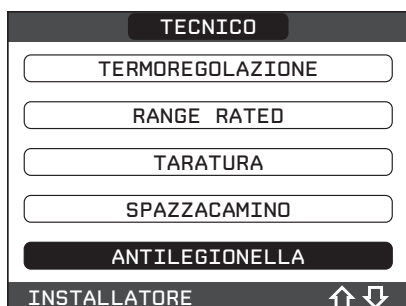 TECNICO
TERMOREGOLAZIONE
RANGE RATED
TARATURA
SPAZZACAMINO
ANTILEGIONELLA
INSTALLATORE